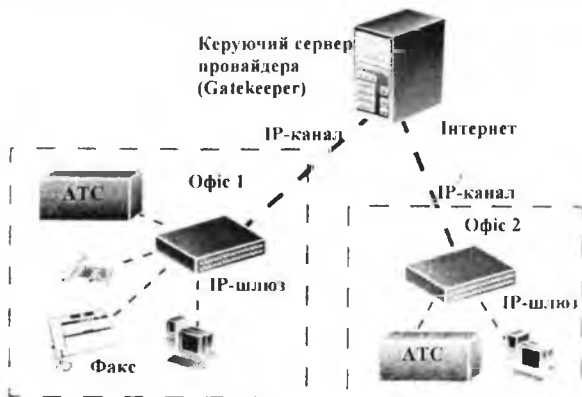 Керуючий сервер
провайдера
(Gatekeeper)
IP-канал
Інтернет
Офіс 1
АТС
IP-канал
Офіс 2
IP-шлюз
IP-шлюз
Факс
АТС